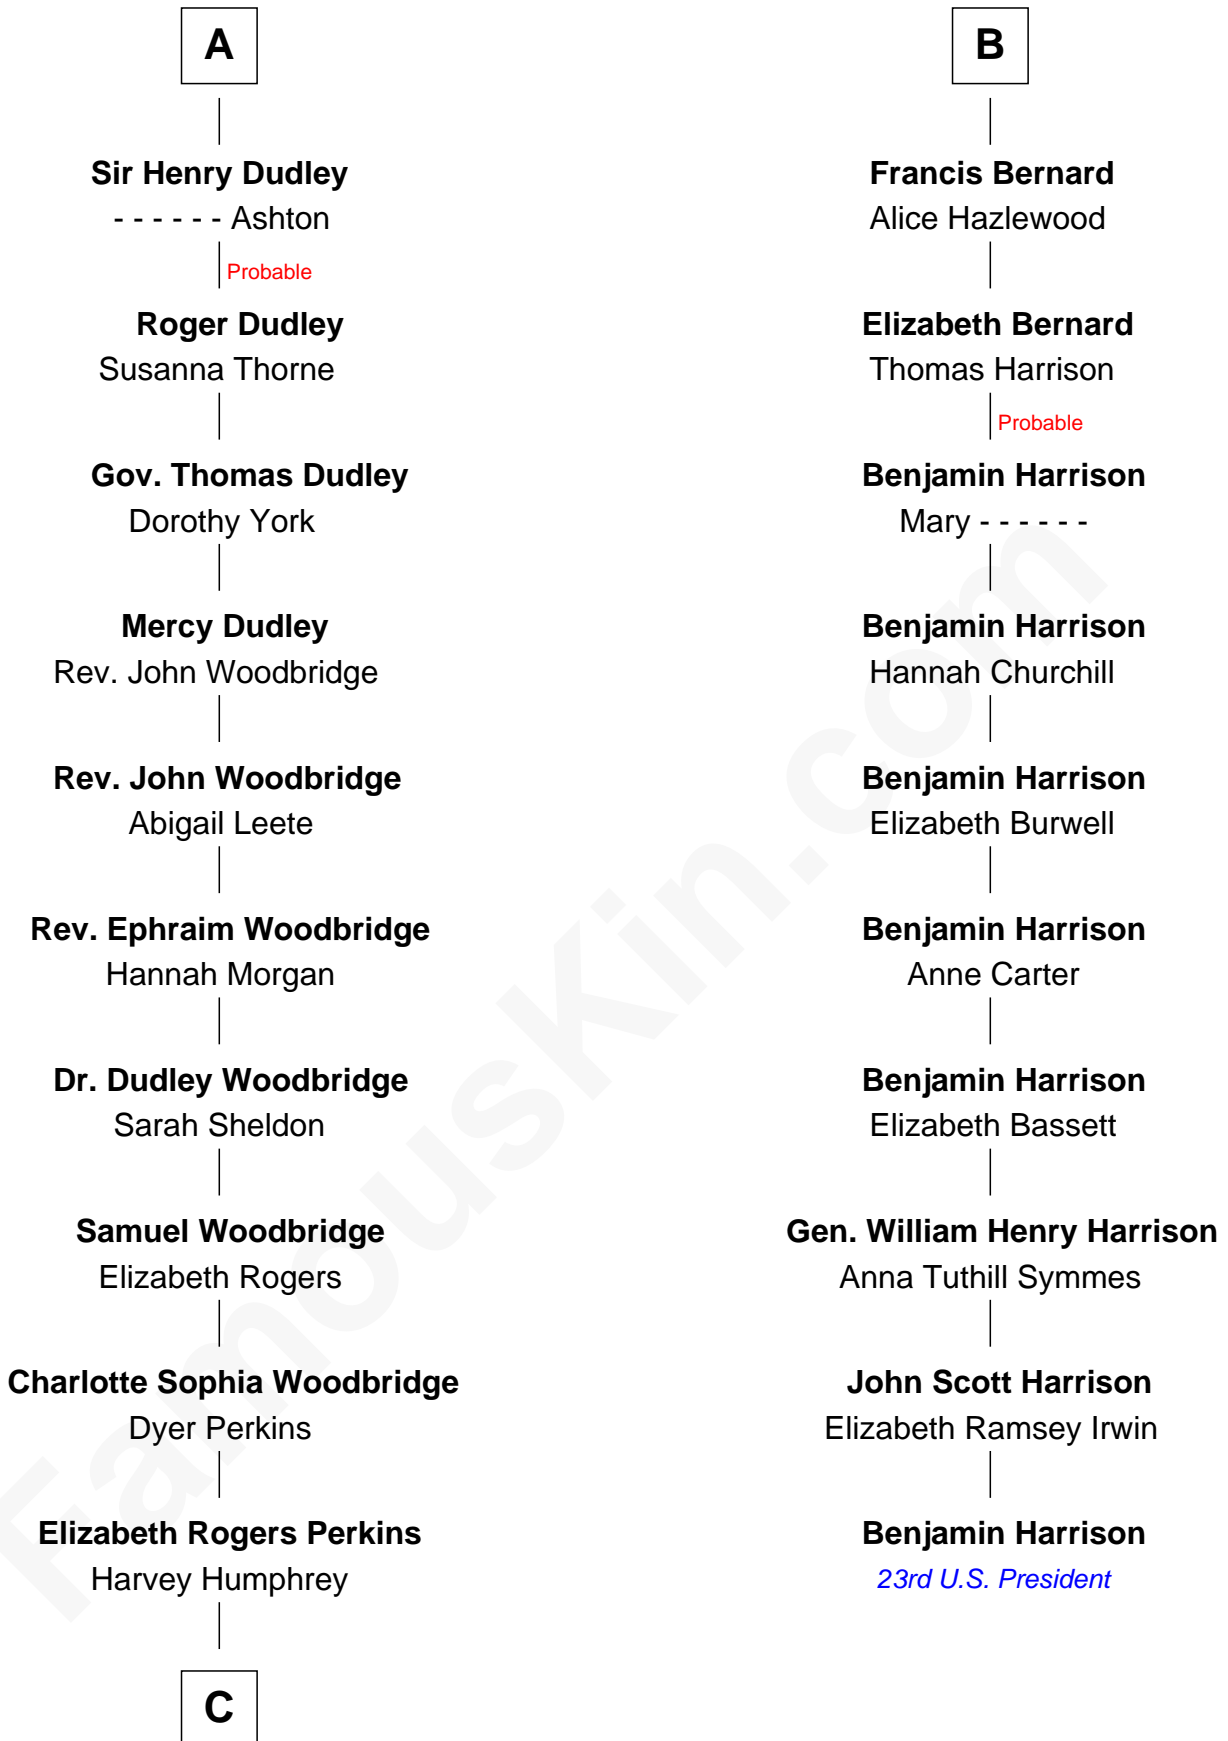 A
Sir Henry Dudley
- - - - - - Ashton
Probable
Roger Dudley
Susanna Thorne
Gov. Thomas Dudley
Dorothy York
Mercy Dudley
Rev. John Woodbridge
Rev. John Woodbridge
Abigail Leete
Rev. Ephraim Woodbridge
Hannah Morgan
Dr. Dudley Woodbridge
Sarah Sheldon
Samuel Woodbridge
Elizabeth Rogers
Charlotte Sophia Woodbridge
Dyer Perkins
Elizabeth Rogers Perkins
Harvey Humphrey
C
B
Francis Bernard
Alice Hazlewood
Elizabeth Bernard
Thomas Harrison
Probable
Benjamin Harrison
Mary - - - - - -
Benjamin Harrison
Hannah Churchill
Benjamin Harrison
Elizabeth Burwell
Benjamin Harrison
Anne Carter
Benjamin Harrison
Elizabeth Bassett
Gen. William Henry Harrison
Anna Tuthill Symmes
John Scott Harrison
Elizabeth Ramsey Irwin
Benjamin Harrison
23rd U.S. President
FamousKin.com